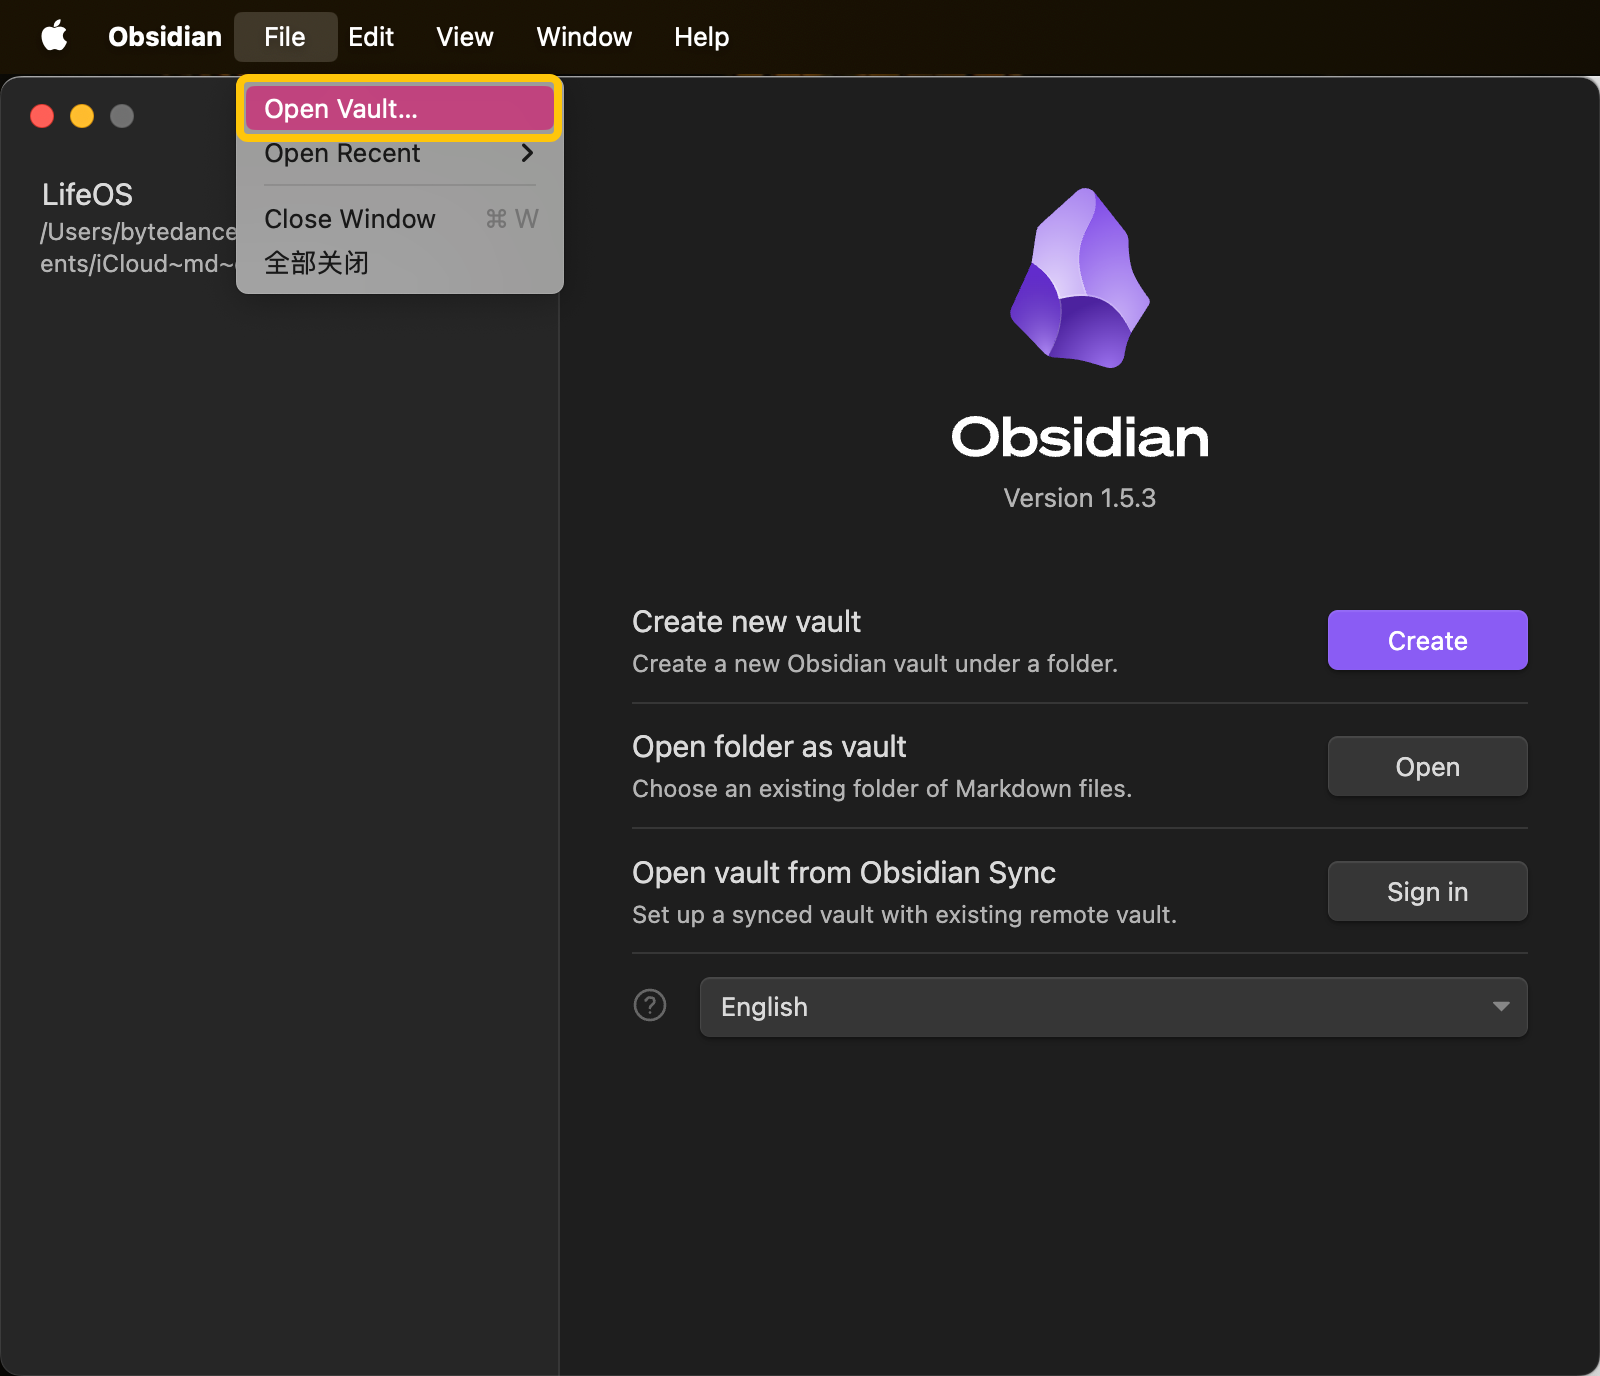 Obsidian File Edit View Window Help
Open Vault...
Open Recent
Close Window ⌘ W
全部关闭
LifeOS
/Users/bytedance
ents/iCloud~md~
Obsidian
Version 1.5.3
Create new vault
Create a new Obsidian vault under a folder.
Create
Open folder as vault
Choose an existing folder of Markdown files.
Open
Open vault from Obsidian Sync
Set up a synced vault with existing remote vault.
Sign in
?
English